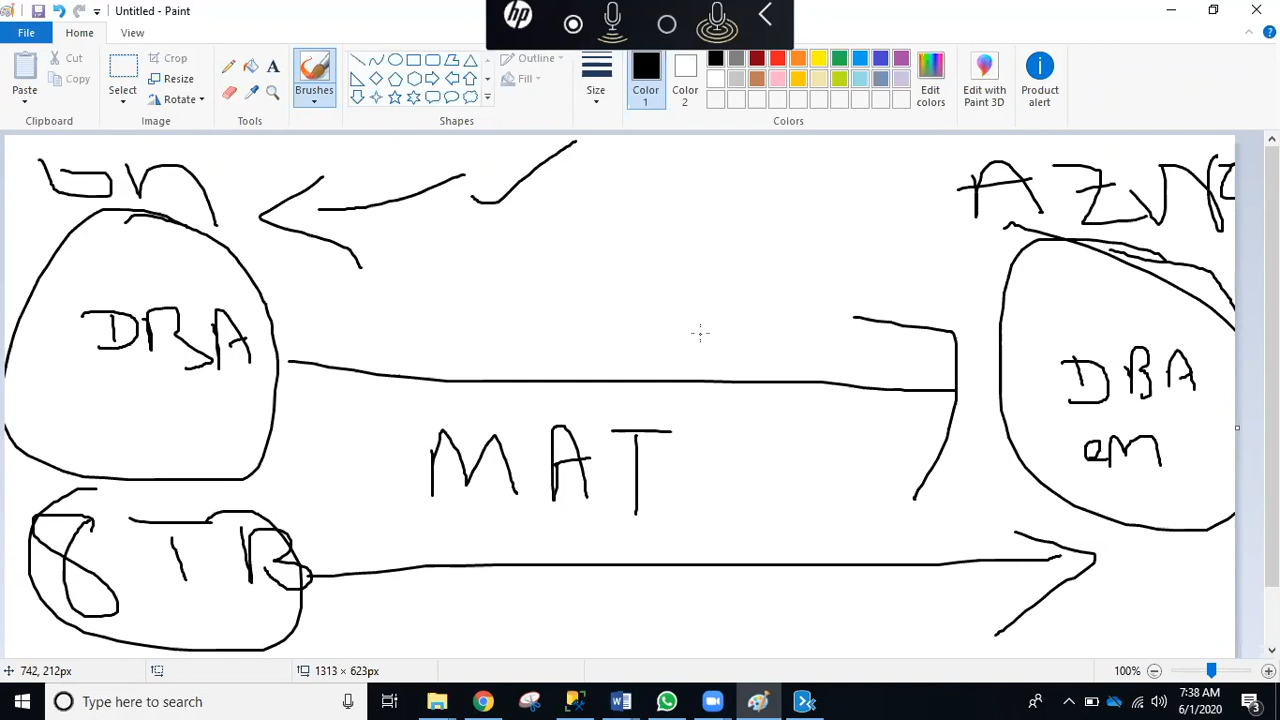 Untitled - Paint
File Home View
Paste
Cut
Copy
Clipboard
Select
Crop
Resize
Rotate
Image
Tools
Brushes
Shapes
Outline
Fill
Size
Color 1
Color 2
Colors
Edit colors
Edit with Paint 3D
Product alert
hp
DBA
MAT
DBA
742, 212px
1313 × 623px
100%
Type here to search
7:38 AM
6/1/2020
3